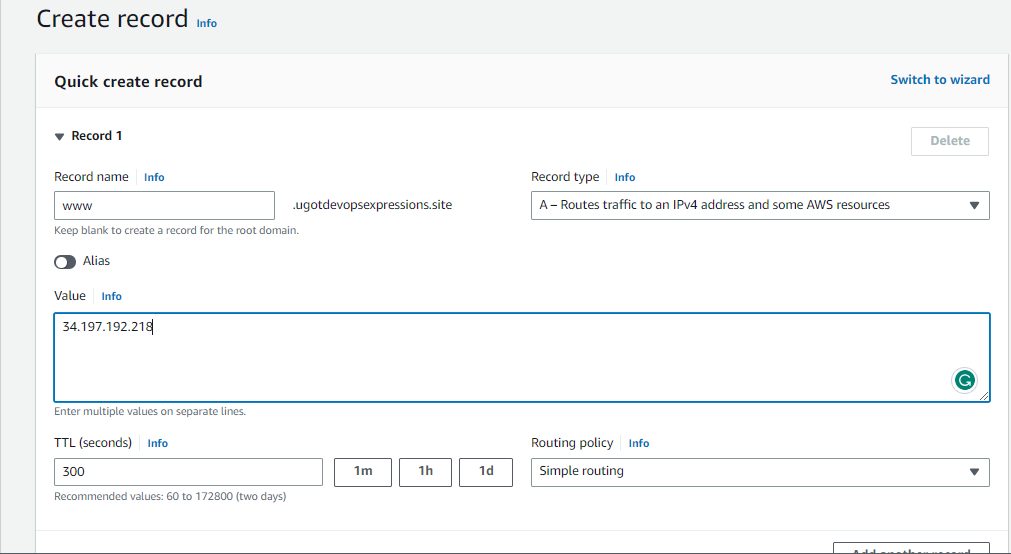 Create record Info
Quick create record Switch to wizard
Record 1
Delete
Record name Info Record type Info
www .ugotdevopsexpressions.site A – Routes traffic to an IPv4 address and some AWS resources
Keep blank to create a record for the root domain.
Alias
Value Info
34.197.192.218
Enter multiple values on separate lines.
TTL (seconds) Info Routing policy Info
300 1m 1h 1d Simple routing
Recommended values: 60 to 172800 (two days)
Add another record